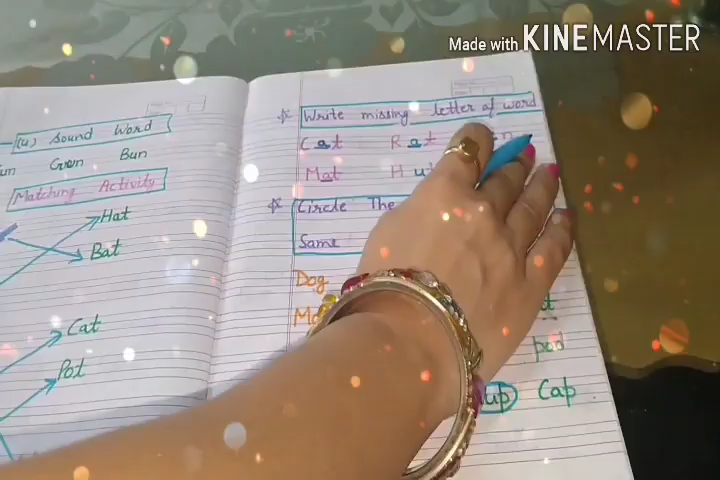 Made with KINEMASTER
(u) Sound Word
Gun Bun
Matching Activity
Hat
Bat
Cat
Pot
Write missing letter of word
Cat Rat
Mat Hut
Circle The
Same
Dog
pod
Cap